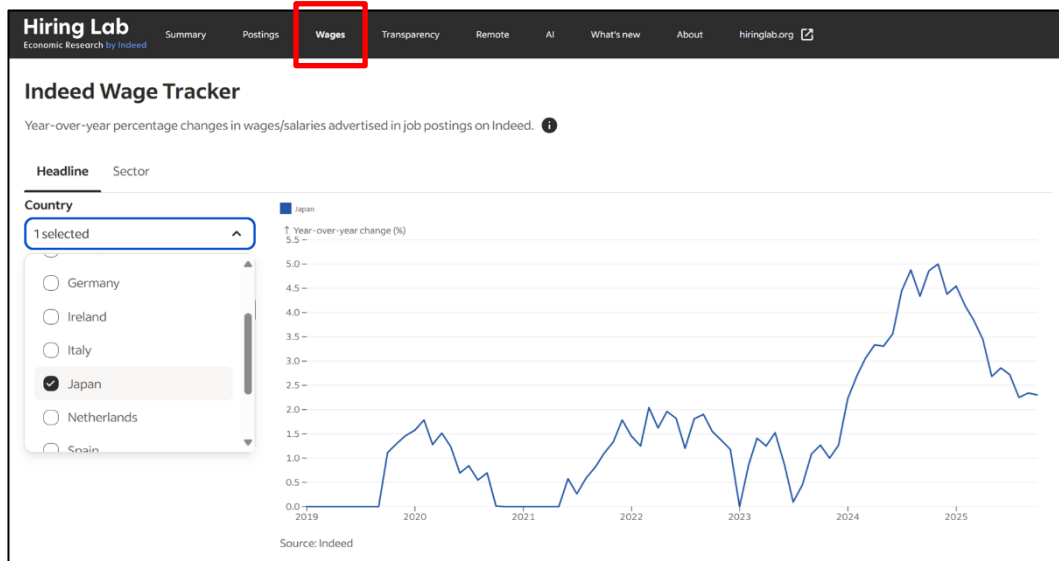 Hiring Lab
Economic Research by Indeed
Summary Postings Wages Transparency Remote AI What's new About hiringlab.org
Indeed Wage Tracker
Year-over-year percentage changes in wages/salaries advertised in job postings on Indeed.
Headline Sector
Country
1 selected
Germany
Ireland
Italy
Japan
Netherlands
Spain
Japan
↑ Year-over-year change (%)
5.5
5.0
4.5
4.0
3.5
3.0
2.5
2.0
1.5
1.0
0.5
0.0
2019 2020 2021 2022 2023 2024 2025
Source: Indeed